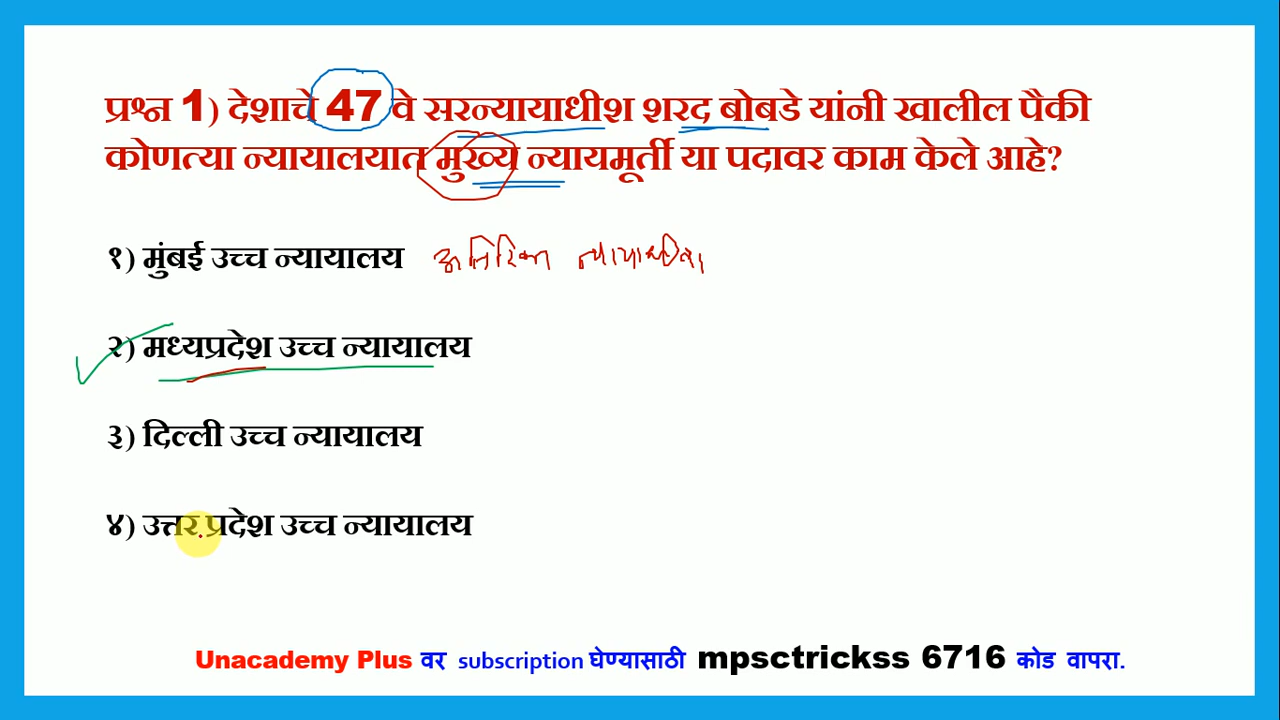 प्रश्न 1) देशाचे 47 वे सरन्यायाधीश शरद बोबडे यांनी खालील पैकी
कोणत्या न्यायालयात मुख्य न्यायमूर्ती या पदावर काम केले आहे?
१) मुंबई उच्च न्यायालय अतिरिक्त न्यायाधीश
२) मध्यप्रदेश उच्च न्यायालय
३) दिल्ली उच्च न्यायालय
४) उत्तर प्रदेश उच्च न्यायालय
Unacademy Plus वर subscription घेण्यासाठी mpsctrickss 6716 कोड वापरा.